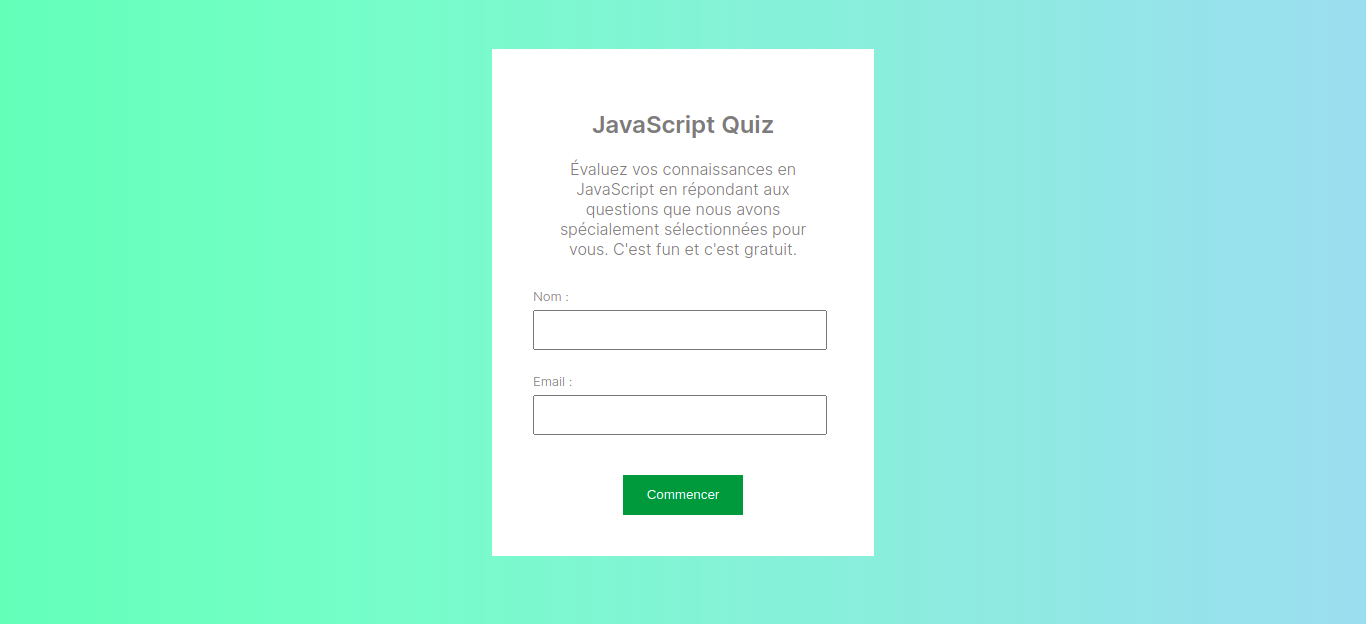 JavaScript Quiz
Évaluez vos connaissances en
JavaScript en répondant aux
questions que nous avons
spécialement sélectionnées pour
vous. C'est fun et c'est gratuit.
Nom :
Email :
Commencer